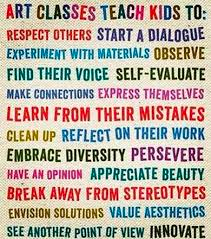 ART CLASSES TEACH KIDS TO:
RESPECT OTHERS START A DIALOGUE
EXPERIMENT WITH MATERIALS OBSERVE
FIND THEIR VOICE SELF-EVALUATE
MAKE CONNECTIONS EXPRESS THEMSELVES
LEARN FROM THEIR MISTAKES
CLEAN UP REFLECT ON THEIR WORK
EMBRACE DIVERSITY PERSEVERE
HAVE AN OPINION APPRECIATE BEAUTY
BREAK AWAY FROM STEREOTYPES
ENVISION SOLUTIONS VALUE AESTHETICS
SEE ANOTHER POINT OF VIEW INNOVATE